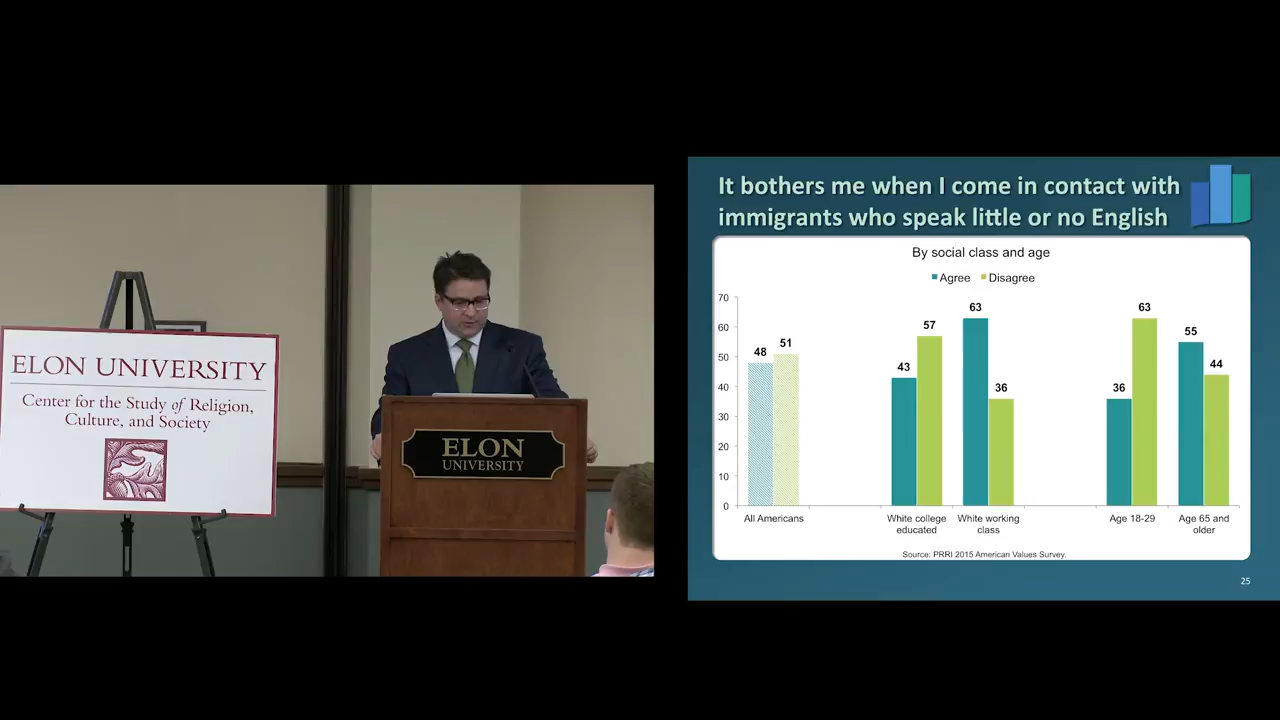 ELON UNIVERSITY
Center for the Study of Religion,
Culture, and Society
ELON
UNIVERSITY
It bothers me when I come in contact with
immigrants who speak little or no English
By social class and age
Agree Disagree
70
60
50
40
30
20
10
0
48 51
43 57
63 36
36 63
55 44
All Americans
White college
educated
White working
class
Age 18-29
Age 65 and
older
Source: PRRI 2015 American Values Survey.
25